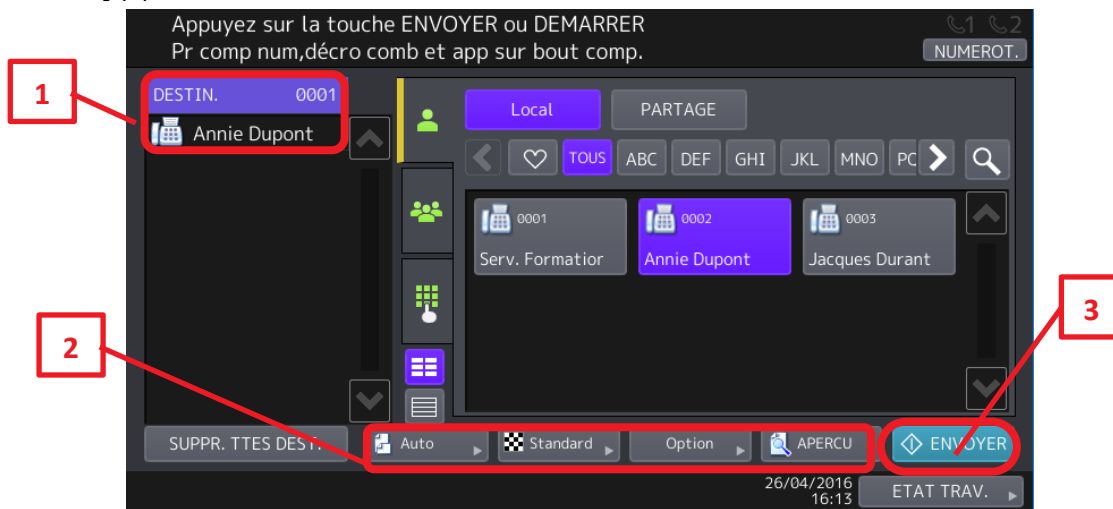 Appuyez sur la touche ENVOYER ou DEMARRER
Pr comp num,décro comb et app sur bout comp.
1 2
NUMEROT.
1
DESTIN. 0001
Annie Dupont
Local PARTAGE
TOUS ABC DEF GHI JKL MNO PC
0001 0002 0003
Serv. Formatior Annie Dupont Jacques Durant
2
3
SUPPR. TTES DEST. Auto Standard Option APERCU ENVOYER
26/04/2016
16:13
ETAT TRAV.